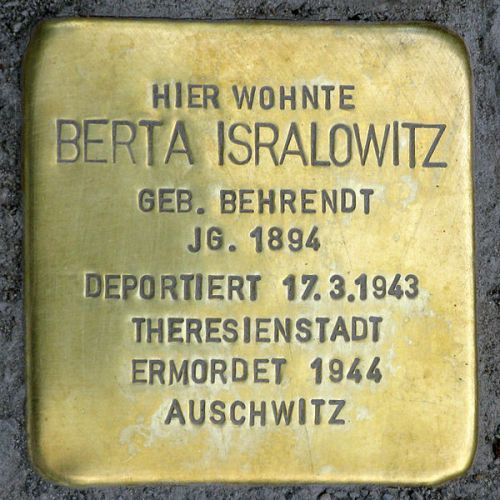 HIER WOHNTE
BERTA ISRALOWITZ
GEB. BEHRENDT
JG. 1894
DEPORTIERT 17.3.1943
THERESIENSTADT
ERMORDET 1944
AUSCHWITZ